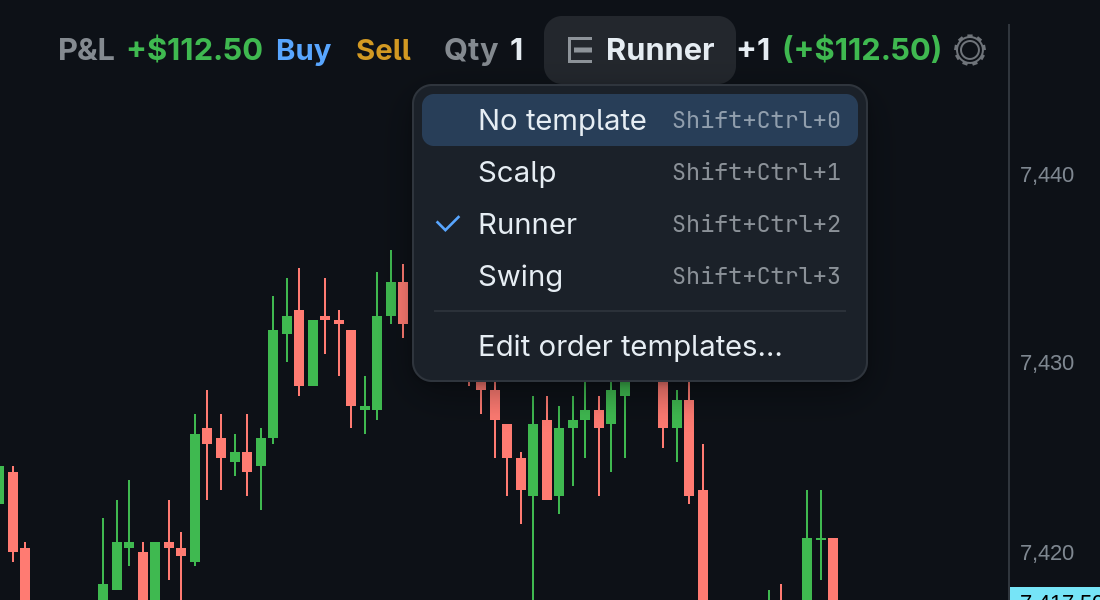 P&L +$112.50 Buy Sell Qty 1 Runner +1 (+$112.50)
No template Shift+Ctrl+0
Scalp Shift+Ctrl+1
Runner Shift+Ctrl+2
Swing Shift+Ctrl+3
Edit order templates...
7,440
7,430
7,420